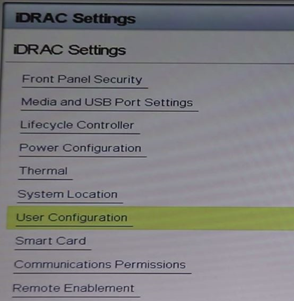 iDRAC Settings
iDRAC Settings
Front Panel Security
Media and USB Port Settings
Lifecycle Controller
Power Configuration
Thermal
System Location
User Configuration
Smart Card
Communications Permissions
Remote Enablement